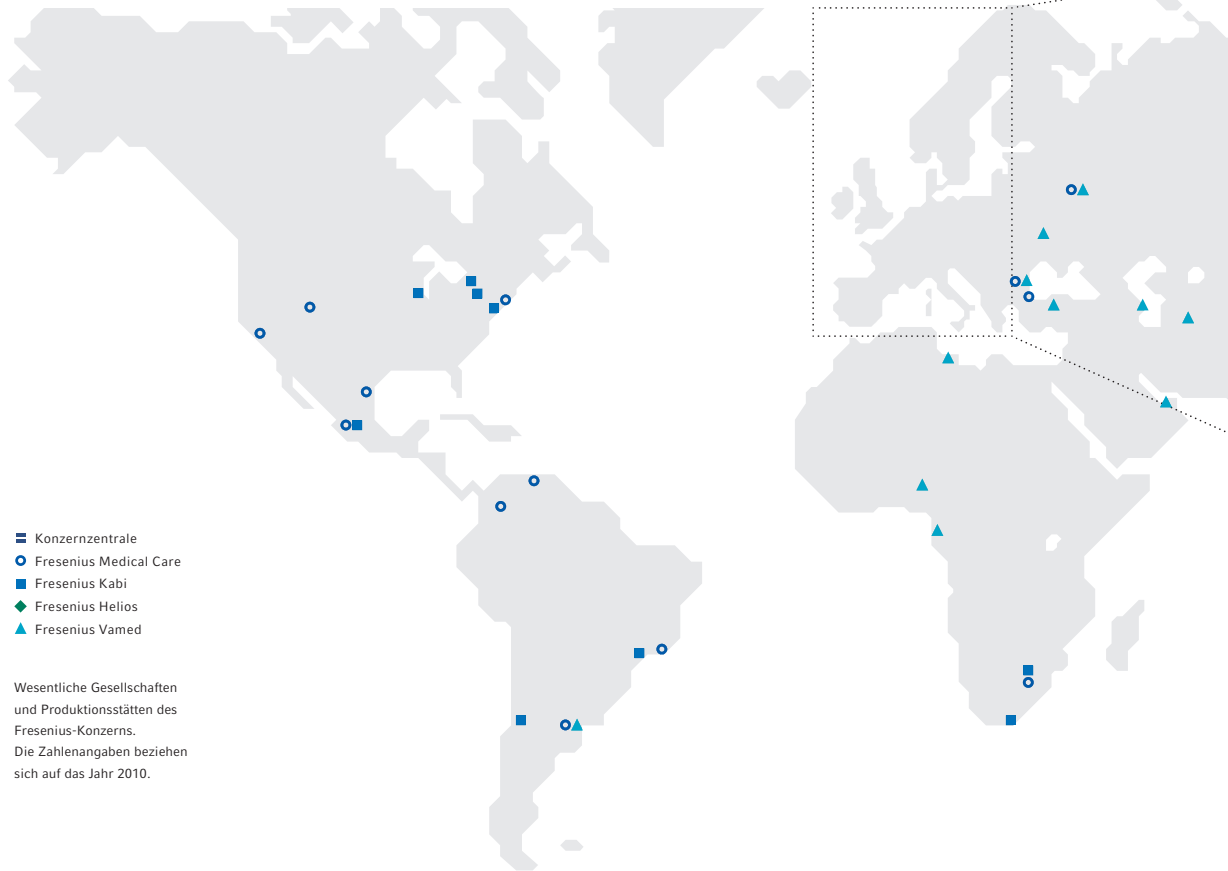 Konzernzentrale
Fresenius Medical Care
Fresenius Kabi
Fresenius Helios
Fresenius Vamed
Wesentliche Gesellschaften
und Produktionsstätten des
Fresenius-Konzerns.
Die Zahlenangaben beziehen
sich auf das Jahr 2010.